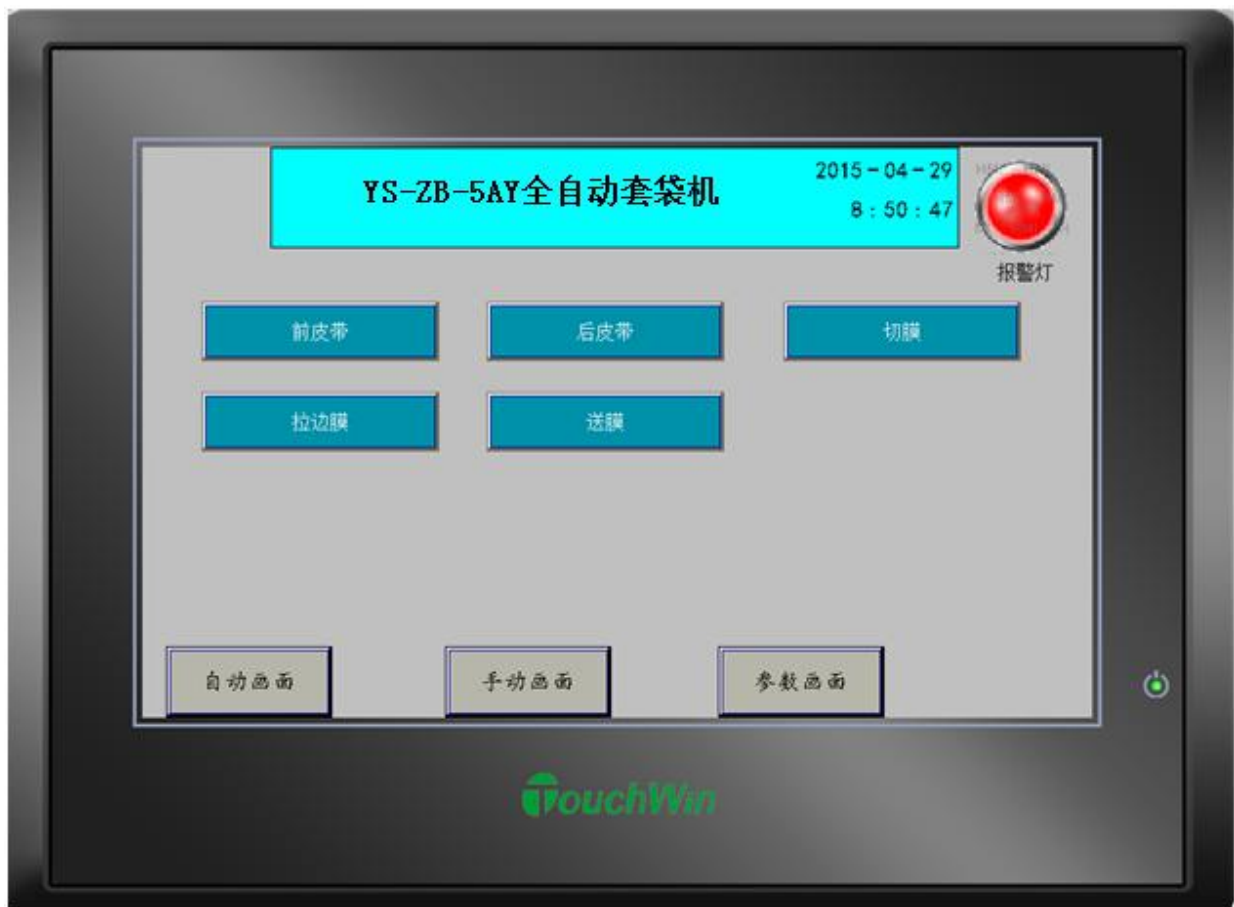 YS-ZB-5AY全自动套袋机
2015-04-29
8:50:47
报警灯
前皮带
后皮带
切膜
拉边膜
送膜
自动画面
手动画面
参数画面
TouchWin